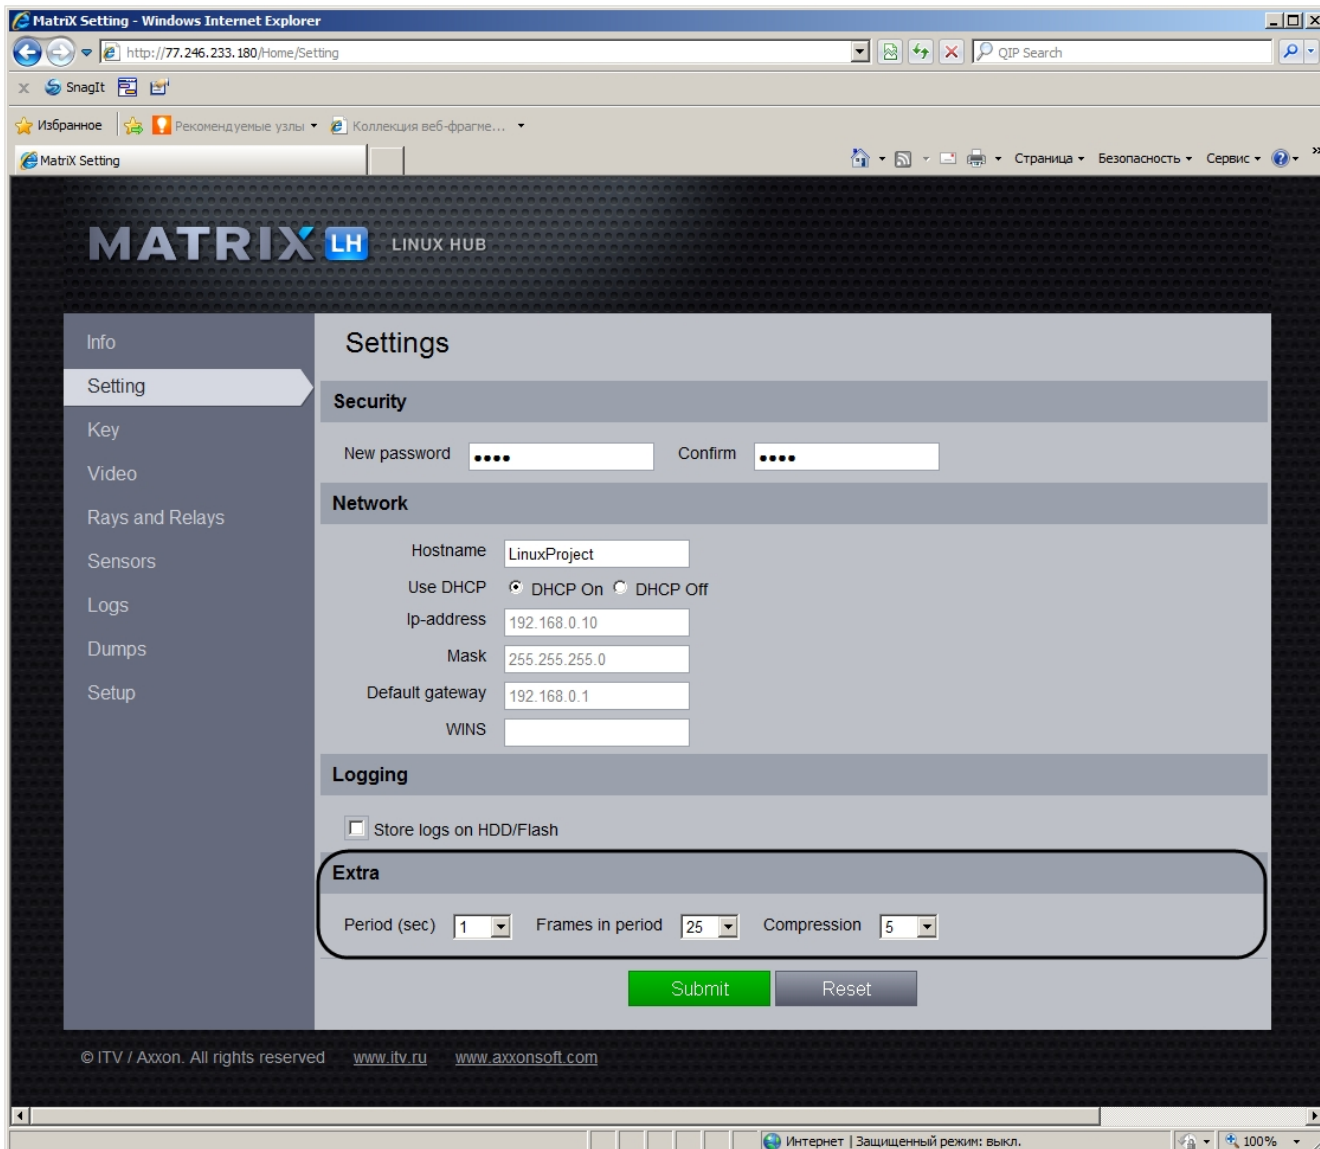 MatriX Setting - Windows Internet Explorer
http://77.246.233.180/Home/Setting
QIP Search
SnagIt
Избранное Рекомендуемые узлы Коллекция веб-фрагме...
MatriX Setting Страница Безопасность Сервис
MATRIX LH LINUX HUB
Info
Setting
Key
Video
Rays and Relays
Sensors
Logs
Dumps
Setup
Settings
Security
New password •••• Confirm ••••
Network
Hostname LinuxProject
Use DHCP DHCP On DHCP Off
Ip-address 192.168.0.10
Mask 255.255.255.0
Default gateway 192.168.0.1
WINS
Logging
Store logs on HDD/Flash
Extra
Period (sec) 1 Frames in period 25 Compression 5
Submit Reset
© ITV / Axxon. All rights reserved www.itv.ru www.axxonsoft.com
Интернет | Защищенный режим: выкл. 100%